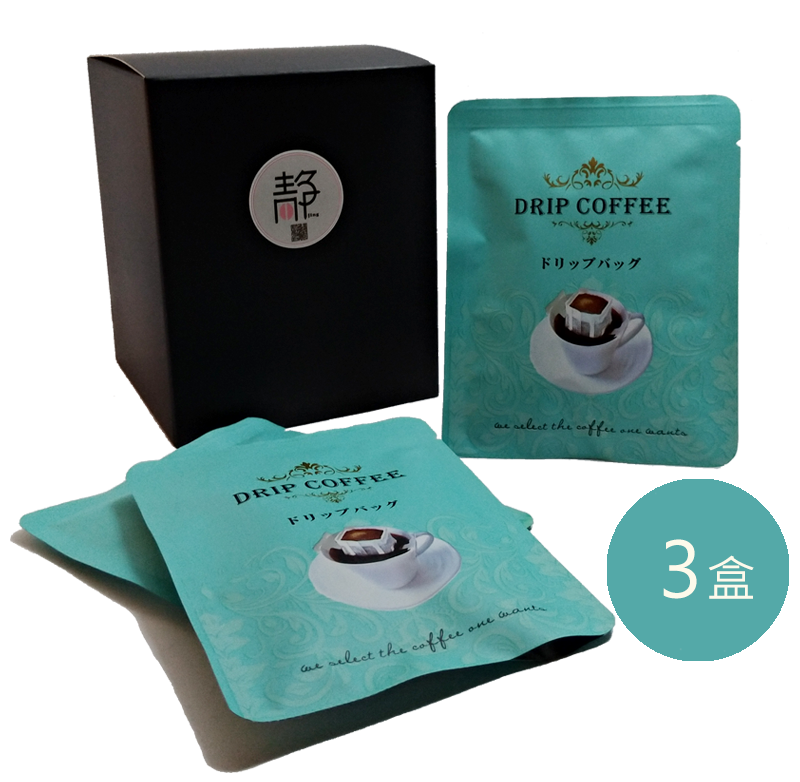 靜
DRIP COFFEE
ドリップバッグ
we select the coffee one wants
DRIP COFFEE
ドリップバッグ
we select the coffee one wants
3盒